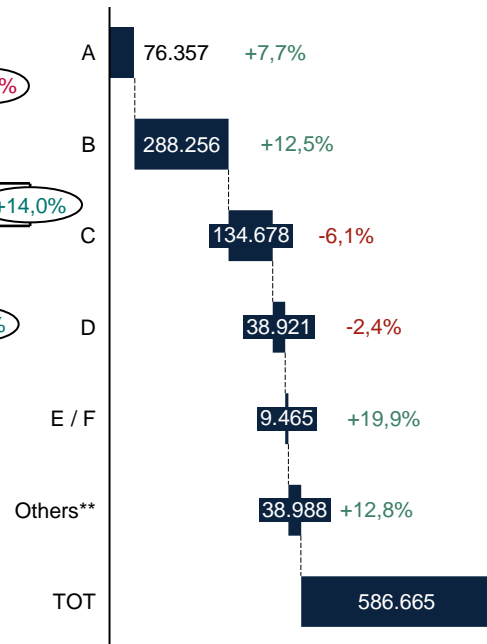 A 76.357 +7,7%
%
B 288.256 +12,5%
+14,0%
C 134.678 -6,1%
D 38.921 -2,4%
%
E / F 9.465 +19,9%
Others** 38.988 +12,8%
TOT 586.665